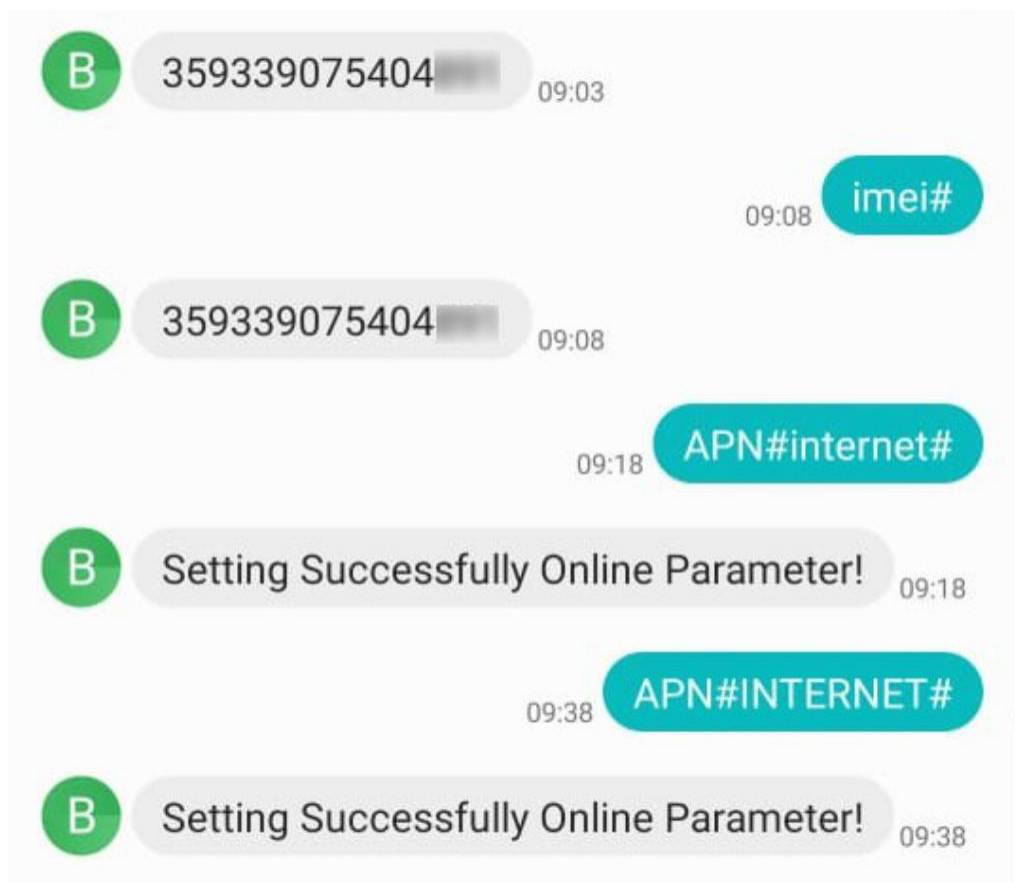 B
359339075404
09:03
imei#
09:08
B
359339075404
09:08
APN#internet#
09:18
B
Setting Successfully Online Parameter!
09:18
APN#INTERNET#
09:38
B
Setting Successfully Online Parameter!
09:38